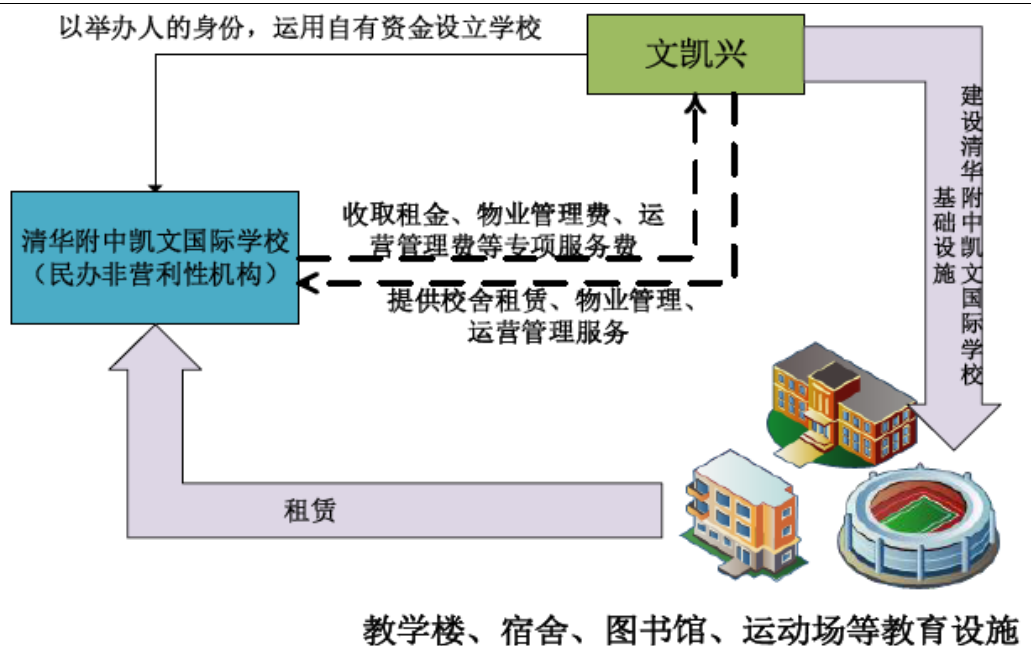 以举办人的身份，运用自有资金设立学校
文凯兴
建设清华附中凯文国际学校
基础设施
清华附中凯文国际学校
（民办非营利性机构）
收取租金、物业管理费、运
营管理费等专项服务费
提供校舍租赁、物业管理、
运营管理服务
租赁
教学楼、宿舍、图书馆、运动场等教育设施